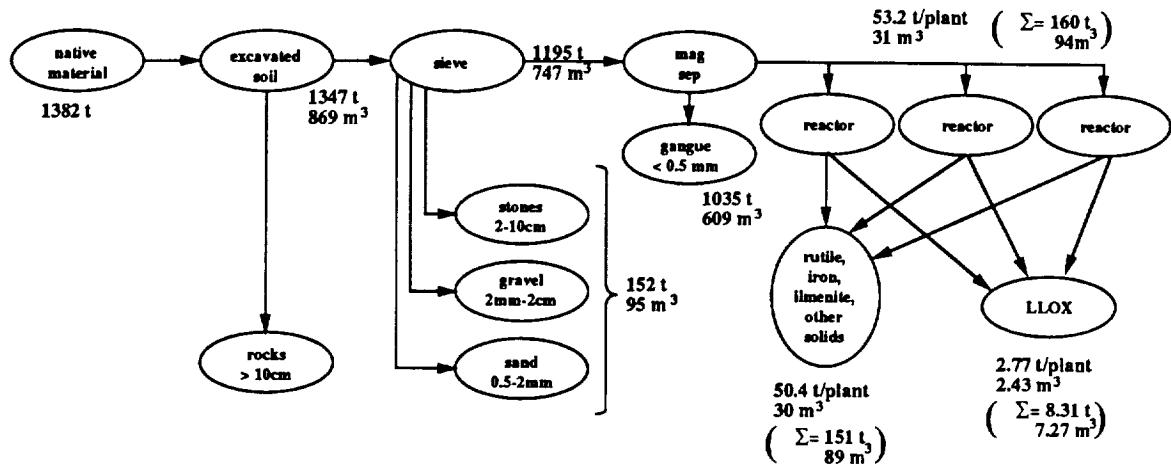 native
material
1382 t
excavated
soil
1347 t
869 m³
sieve
1195 t
747 m³
mag
sep
53.2 t/plant
31 m³
( Σ= 160 t,
94m³ )
reactor
reactor
reactor
gangue
< 0.5 mm
1035 t
609 m³
stones
2-10cm
gravel
2mm-2cm
sand
0.5-2mm
152 t
95 m³
rocks
> 10cm
rutile,
iron,
ilmenite,
other
solids
50.4 t/plant
30 m³
( Σ= 151 t,
89 m³ )
LLOX
2.77 t/plant
2.43 m³
( Σ= 8.31 t,
7.27 m³ )